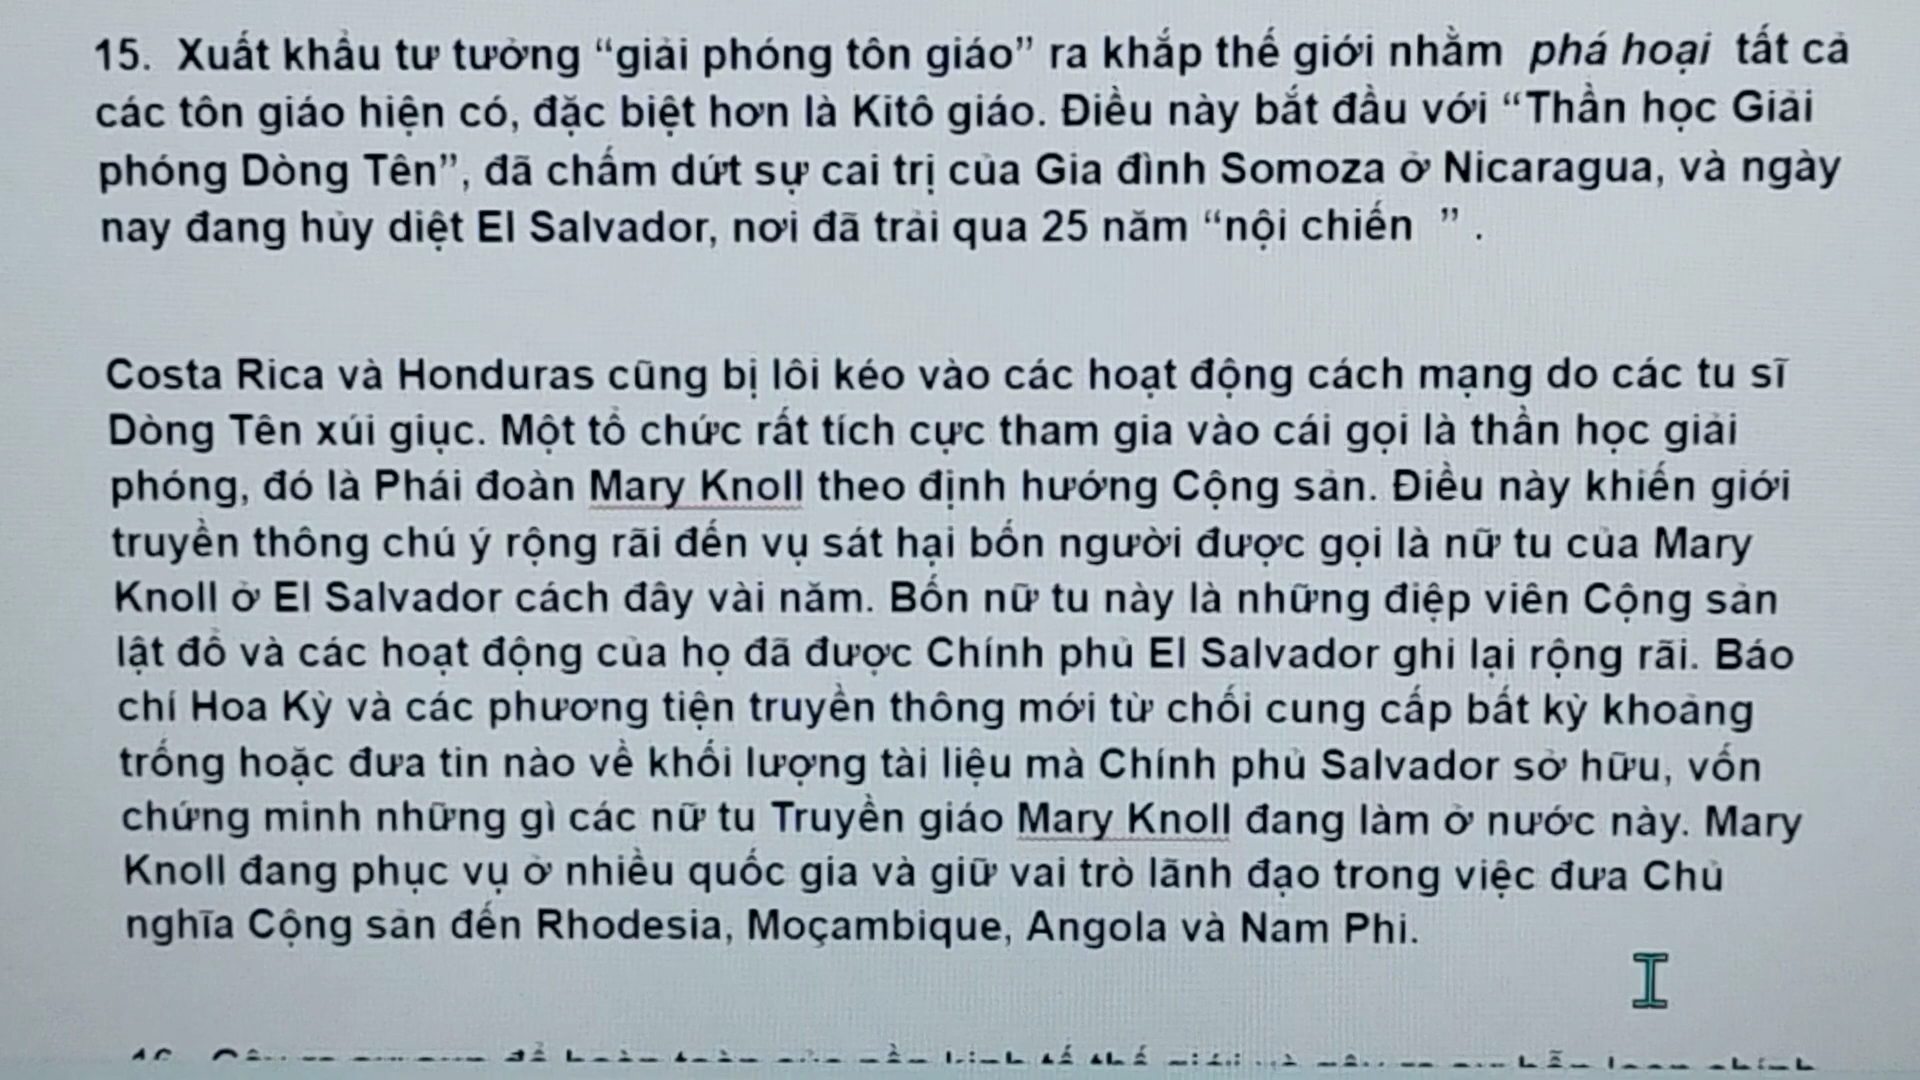 15. Xuất khẩu tư tưởng “giải phóng tôn giáo” ra khắp thế giới nhằm phá hoại tất cả
các tôn giáo hiện có, đặc biệt hơn là Kitô giáo. Điều này bắt đầu với “Thần học Giải
phóng Dòng Tên”, đã chấm dứt sự cai trị của Gia đình Somoza ở Nicaragua, và ngày
nay đang hủy diệt El Salvador, nơi đã trải qua 25 năm “nội chiến ” .
Costa Rica và Honduras cũng bị lôi kéo vào các hoạt động cách mạng do các tu sĩ
Dòng Tên xúi giục. Một tổ chức rất tích cực tham gia vào cái gọi là thần học giải
phóng, đó là Phái đoàn Mary Knoll theo định hướng Cộng sản. Điều này khiến giới
truyền thông chú ý rộng rãi đến vụ sát hại bốn người được gọi là nữ tu của Mary
Knoll ở El Salvador cách đây vài năm. Bốn nữ tu này là những điệp viên Cộng sản
lật đổ và các hoạt động của họ đã được Chính phủ El Salvador ghi lại rộng rãi. Báo
chí Hoa Kỳ và các phương tiện truyền thông mới từ chối cung cấp bất kỳ khoảng
trống hoặc đưa tin nào về khối lượng tài liệu mà Chính phủ Salvador sở hữu, vốn
chứng minh những gì các nữ tu Truyền giáo Mary Knoll đang làm ở nước này. Mary
Knoll đang phục vụ ở nhiều quốc gia và giữ vai trò lãnh đạo trong việc đưa Chủ
nghĩa Cộng sản đến Rhodesia, Moçambique, Angola và Nam Phi.